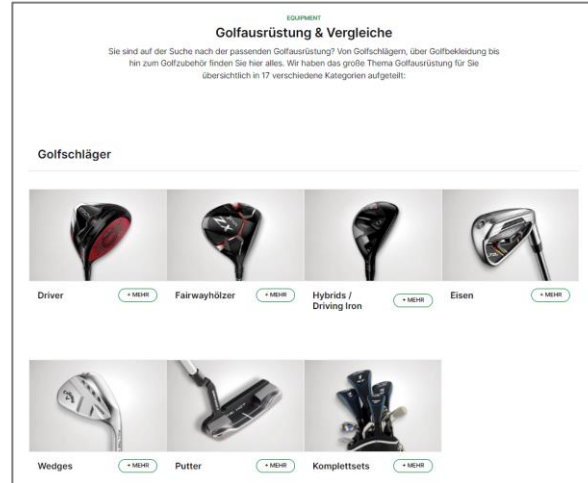 EQUIPMENT
Golfausrüstung & Vergleiche
Sie sind auf der Suche nach der passenden Golfausrüstung? Von Golfschlägern, über Golfbekleidung bis
hin zum Golfzubehör finden Sie hier alles. Wir haben das große Thema Golfausrüstung für Sie
übersichtlich in 17 verschiedene Kategorien aufgeteilt:
Golfschläger
ZX
Driver + MEHR
Fairwayhölzer + MEHR
Hybrids /
Driving Iron + MEHR
Eisen + MEHR
Wedges + MEHR
Putter + MEHR
Komplettsets + MEHR